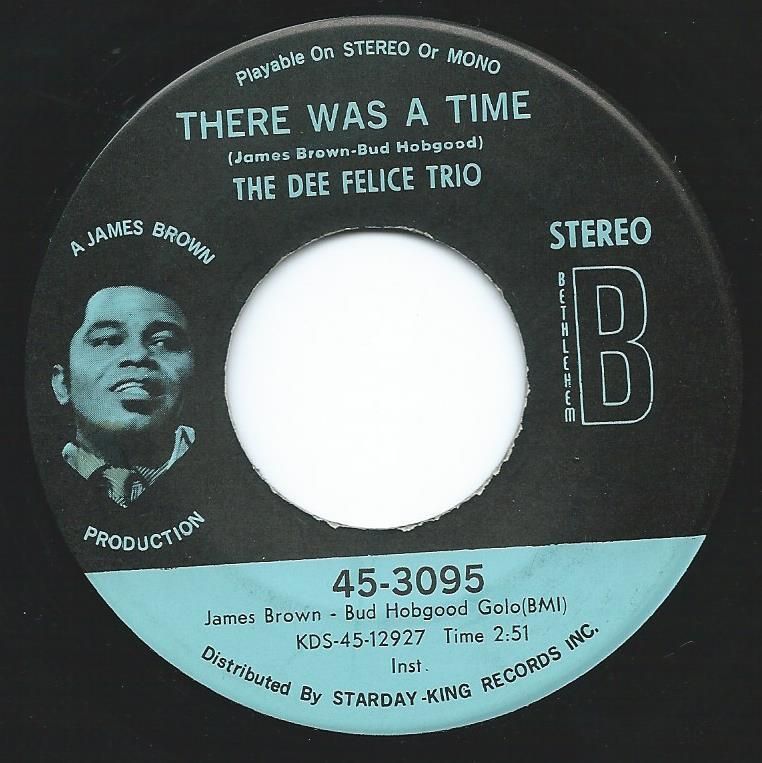 Playable On STEREO Or MONO
THERE WAS A TIME
(James Brown-Bud Hobgood)
THE DEE FELICE TRIO
A JAMES BROWN
PRODUCTION
STEREO
BETHLEHEM
B
45-3095
James Brown - Bud Hobgood Golo(BMI)
KDS-45-12927 Time 2:51
Inst.
Distributed By STARDAY-KING RECORDS INC.